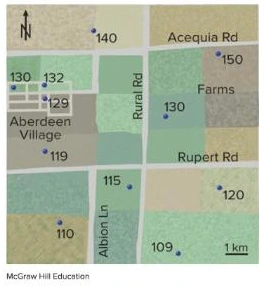 N
140
Acequia Rd
150
130
132
Farms
129
Rural Rd
130
Aberdeen
Village
119
Rupert Rd
115
120
110
Albion Ln
109
1 km
McGraw Hill Education